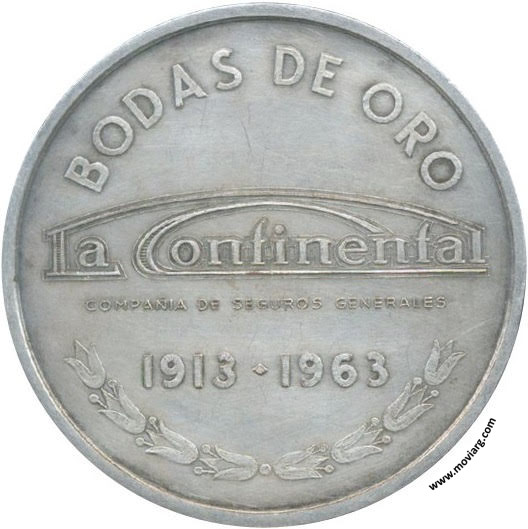 BODAS DE ORO
La Continental
COMPAÑIA DE SEGUROS GENERALES
1913 · 1963
www.moviarg.com